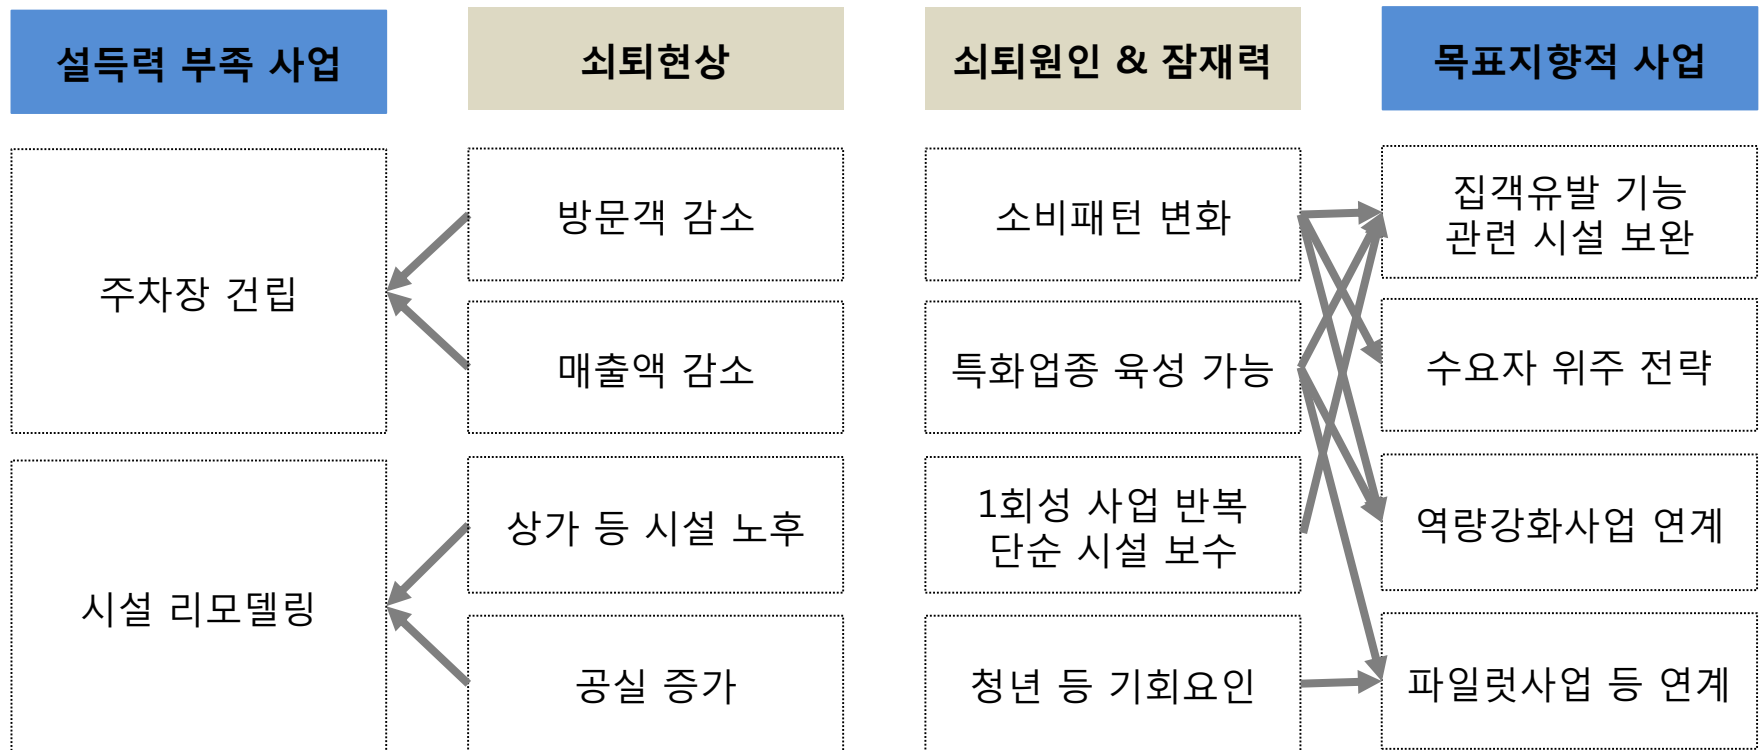 설득력 부족 사업
쇠퇴현상
쇠퇴원인 & 잠재력
목표지향적 사업
주차장 건립
시설 리모델링
방문객 감소
매출액 감소
상가 등 시설 노후
공실 증가
소비패턴 변화
특화업종 육성 가능
1회성 사업 반복
단순 시설 보수
청년 등 기회요인
집객유발 기능
관련 시설 보완
수요자 위주 전략
역량강화사업 연계
파일럿사업 등 연계